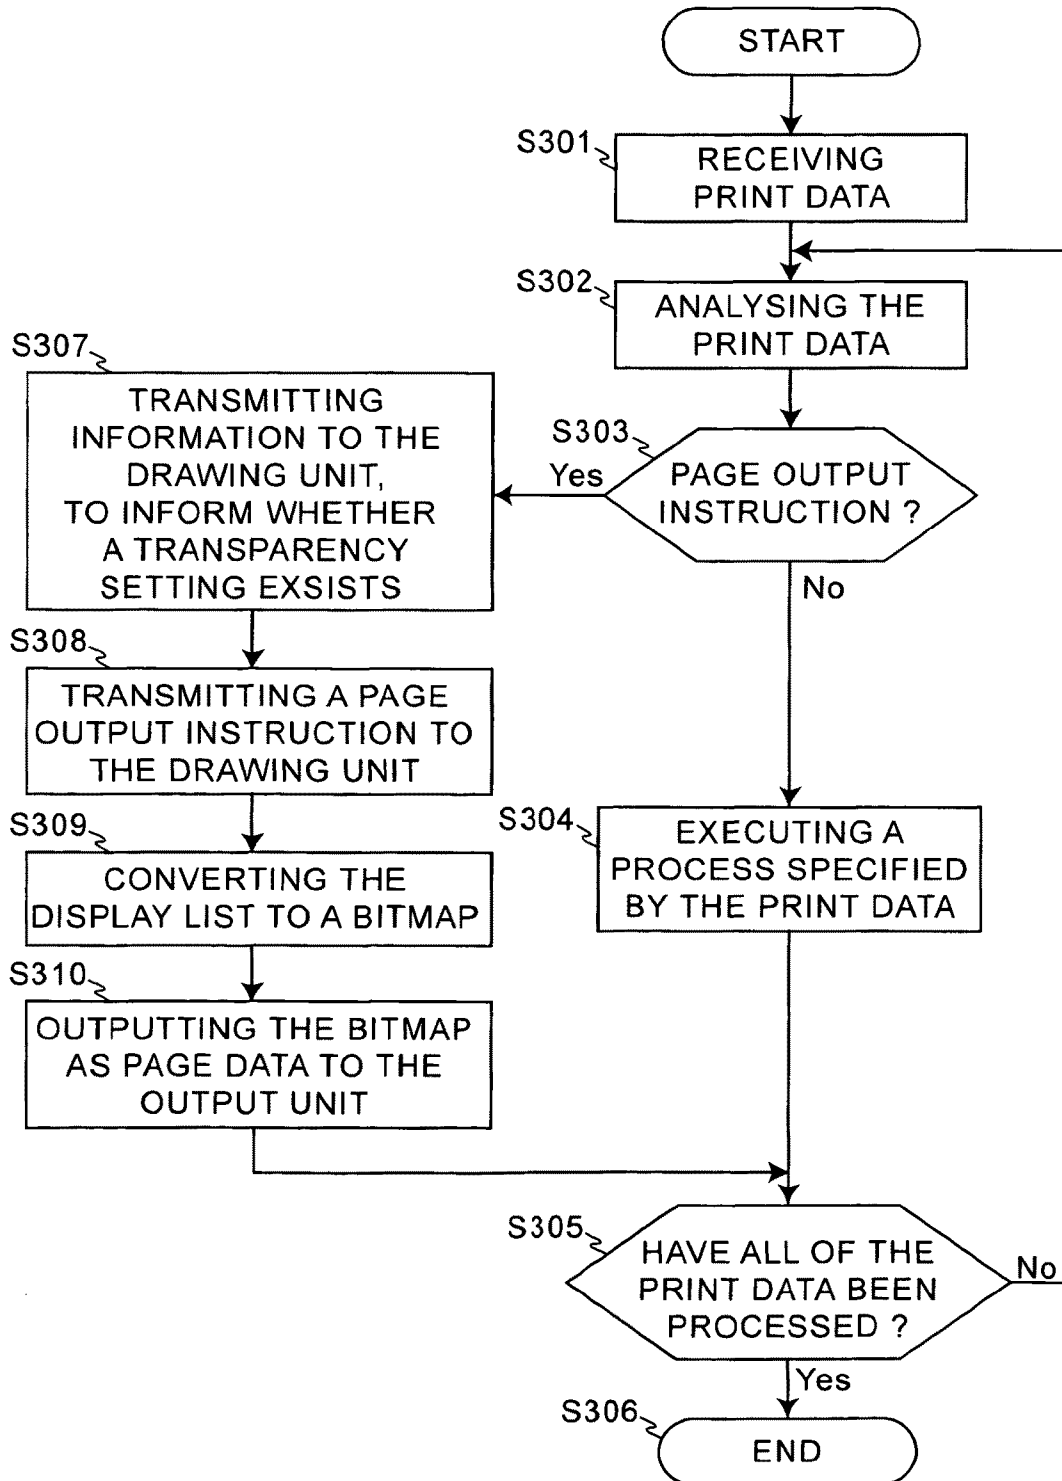 START
S301
RECEIVING
PRINT DATA
S302
ANALYSING THE
PRINT DATA
S303
PAGE OUTPUT
INSTRUCTION ?
Yes
No
S307
TRANSMITTING
INFORMATION TO THE
DRAWING UNIT,
TO INFORM WHETHER
A TRANSPARENCY
SETTING EXSISTS
S308
TRANSMITTING A PAGE
OUTPUT INSTRUCTION TO
THE DRAWING UNIT
S309
CONVERTING THE
DISPLAY LIST TO A BITMAP
S310
OUTPUTTING THE BITMAP
AS PAGE DATA TO THE
OUTPUT UNIT
S304
EXECUTING A
PROCESS SPECIFIED
BY THE PRINT DATA
S305
HAVE ALL OF THE
PRINT DATA BEEN
PROCESSED ?
No
Yes
S306
END